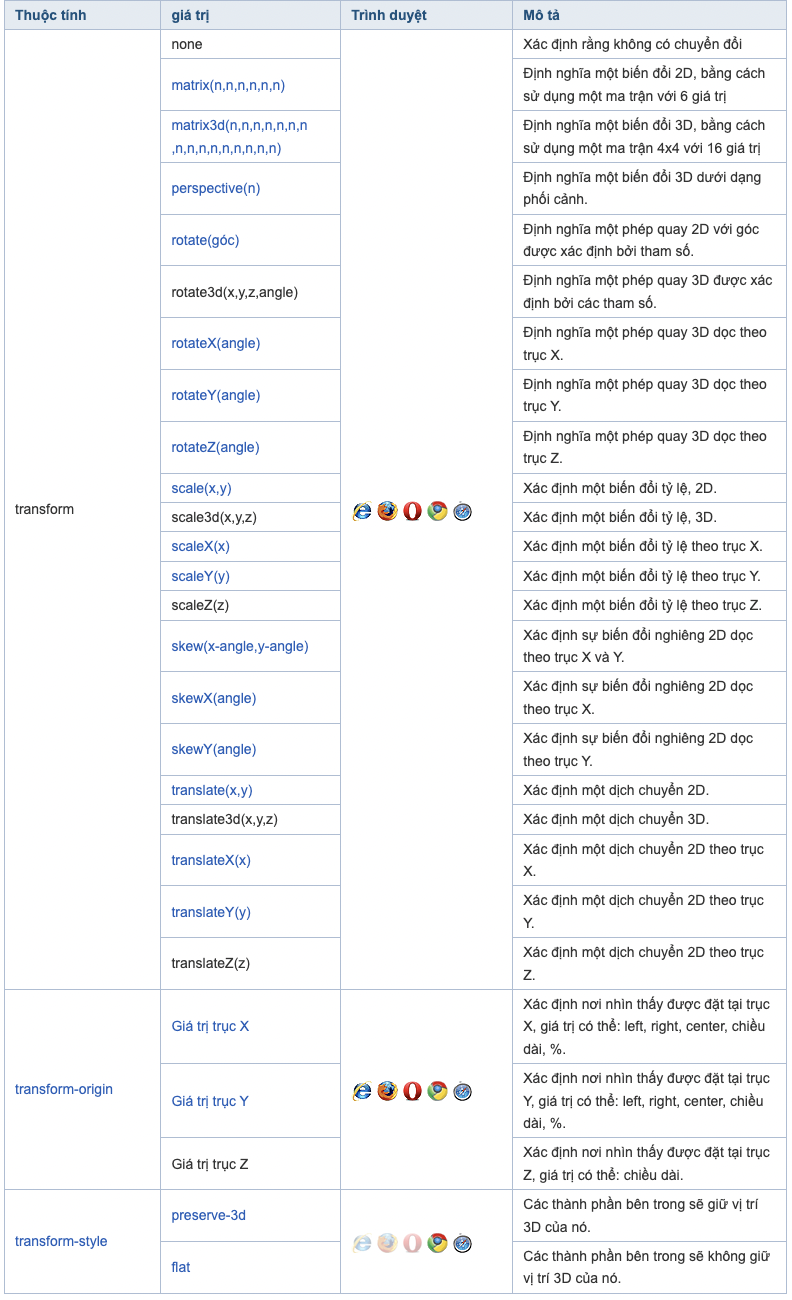 Thuộc tính giá trị Trình duyệt Mô tả
none Xác định rằng không có chuyển đổi
matrix(n,n,n,n,n,n) Định nghĩa một biến đổi 2D, bằng cách
sử dụng một ma trận với 6 giá trị
matrix3d(n,n,n,n,n,n,n Định nghĩa một biến đổi 3D, bằng cách
,n,n,n,n,n,n,n,n,n) sử dụng một ma trận 4x4 với 16 giá trị
perspective(n) Định nghĩa một biến đổi 3D dưới dạng
phối cảnh.
rotate(góc) Định nghĩa một phép quay 2D với góc
được xác định bởi tham số.
rotate3d(x,y,z,angle) Định nghĩa một phép quay 3D được xác
định bởi các tham số.
rotateX(angle) Định nghĩa một phép quay 3D dọc theo
trục X.
rotateY(angle) Định nghĩa một phép quay 3D dọc theo
trục Y.
rotateZ(angle) Định nghĩa một phép quay 3D dọc theo
trục Z.
scale(x,y) Xác định một biến đổi tỷ lệ, 2D.
transform
scale3d(x,y,z) Xác định một biến đổi tỷ lệ, 3D.
scaleX(x) Xác định một biến đổi tỷ lệ theo trục X.
scaleY(y) Xác định một biến đổi tỷ lệ theo trục Y.
scaleZ(z) Xác định một biến đổi tỷ lệ theo trục Z.
skew(x-angle,y-angle) Xác định sự biến đổi nghiêng 2D dọc
theo trục X và Y.
skewX(angle) Xác định sự biến đổi nghiêng 2D dọc
theo trục X.
skewY(angle) Xác định sự biến đổi nghiêng 2D dọc
theo trục Y.
translate(x,y) Xác định một dịch chuyển 2D.
translate3d(x,y,z) Xác định một dịch chuyển 3D.
translateX(x) Xác định một dịch chuyển 2D theo trục
X.
translateY(y) Xác định một dịch chuyển 2D theo trục
Y.
translateZ(z) Xác định một dịch chuyển 2D theo trục
Z.
Giá trị trục X Xác định nơi nhìn thấy được đặt tại trục
X, giá trị có thể: left, right, center, chiều
dài, %.
transform-origin
Giá trị trục Y Xác định nơi nhìn thấy được đặt tại trục
Y, giá trị có thể: left, right, center, chiều
dài, %.
Giá trị trục Z Xác định nơi nhìn thấy được đặt tại trục
Z, giá trị có thể: chiều dài.
preserve-3d Các thành phần bên trong sẽ giữ vị trí
3D của nó.
transform-style
flat Các thành phần bên trong sẽ không giữ
vị trí 3D của nó.